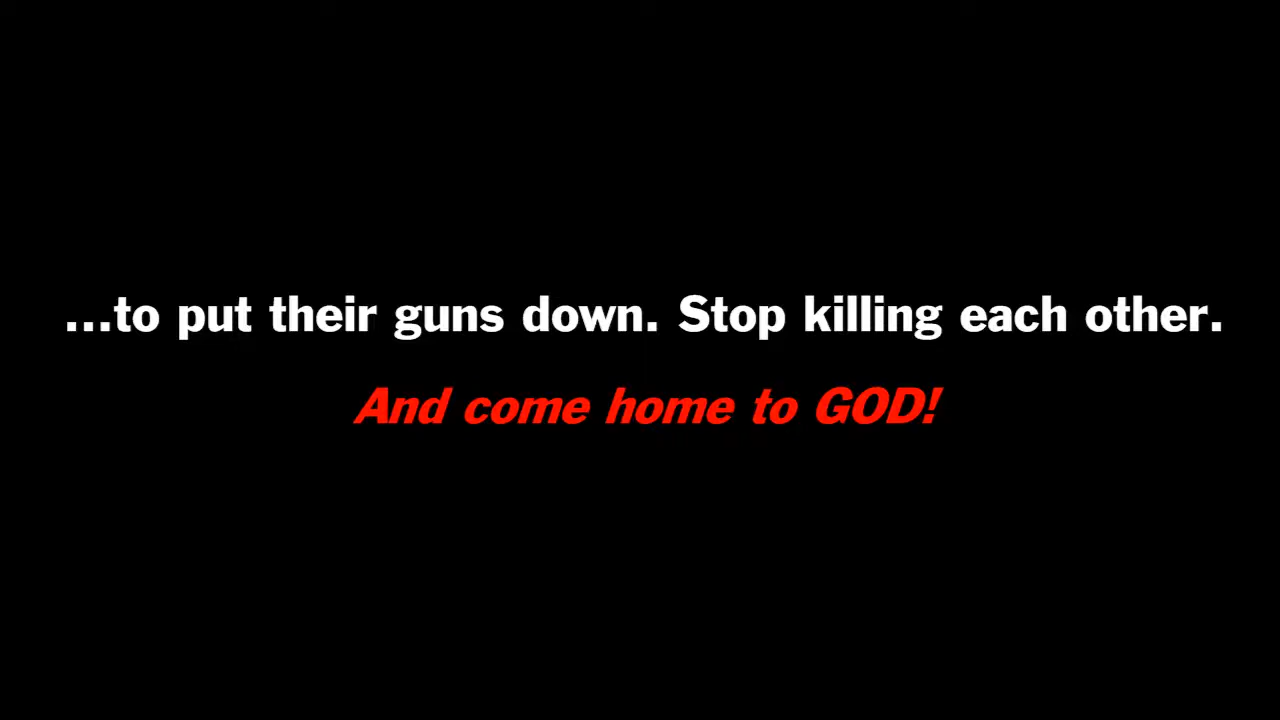 ...to put their guns down. Stop killing each other.
And come home to GOD!